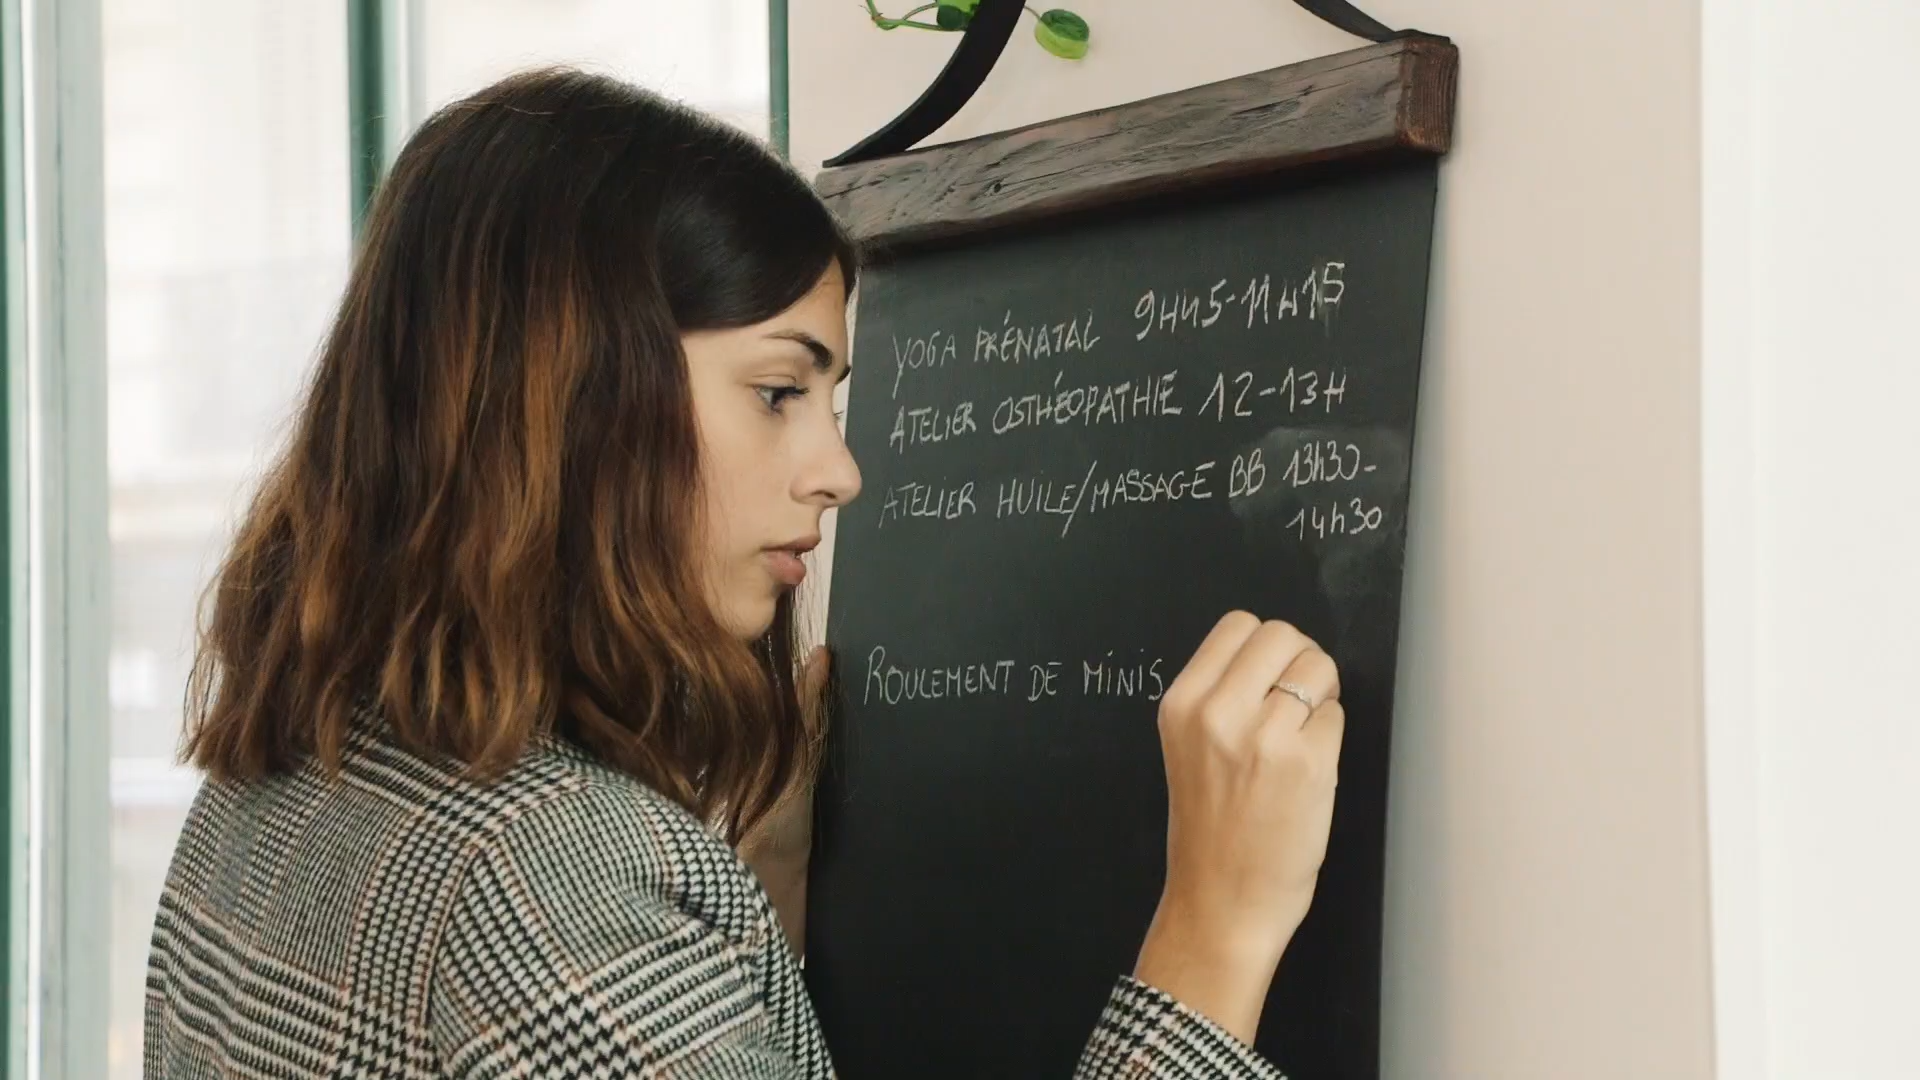 YOGA PRÉNATAL 9H45-11H15
ATELIER OSTHÉOPATHIE 12-13H
ATELIER HUILE/MASSAGE BB 13h30-
14h30
ROULEMENT DE MINIS